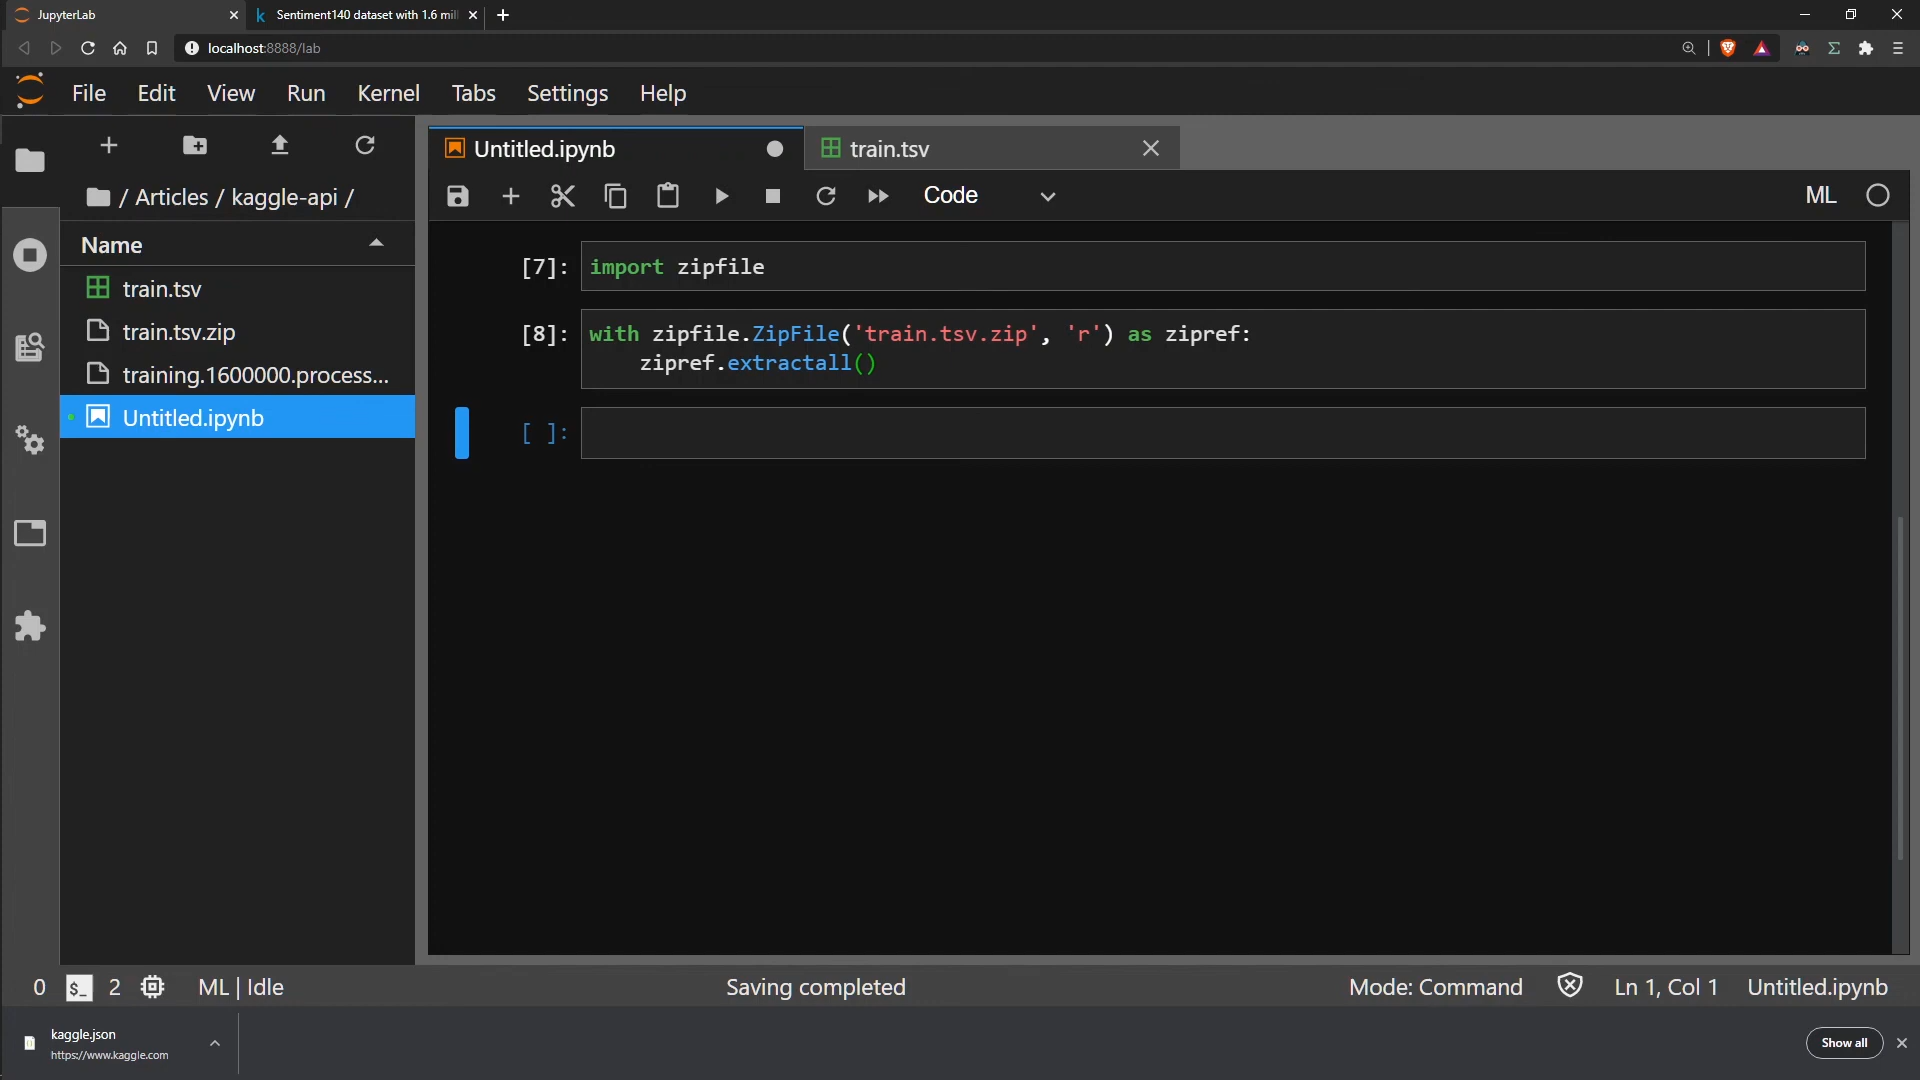 JupyterLab
k Sentiment140 dataset with 1.6 mil
localhost:8888/lab
File Edit View Run Kernel Tabs Settings Help
Untitled.ipynb
train.tsv
/ Articles / kaggle-api /
Code
ML
Name
train.tsv
train.tsv.zip
training.1600000.process...
Untitled.ipynb
[7]: import zipfile
[8]: with zipfile.ZipFile('train.tsv.zip', 'r') as zipref:
zipref.extractall()
[ ]:
0 $_ 2 ML | Idle Saving completed Mode: Command Ln 1, Col 1 Untitled.ipynb
kaggle.json
https://www.kaggle.com
Show all